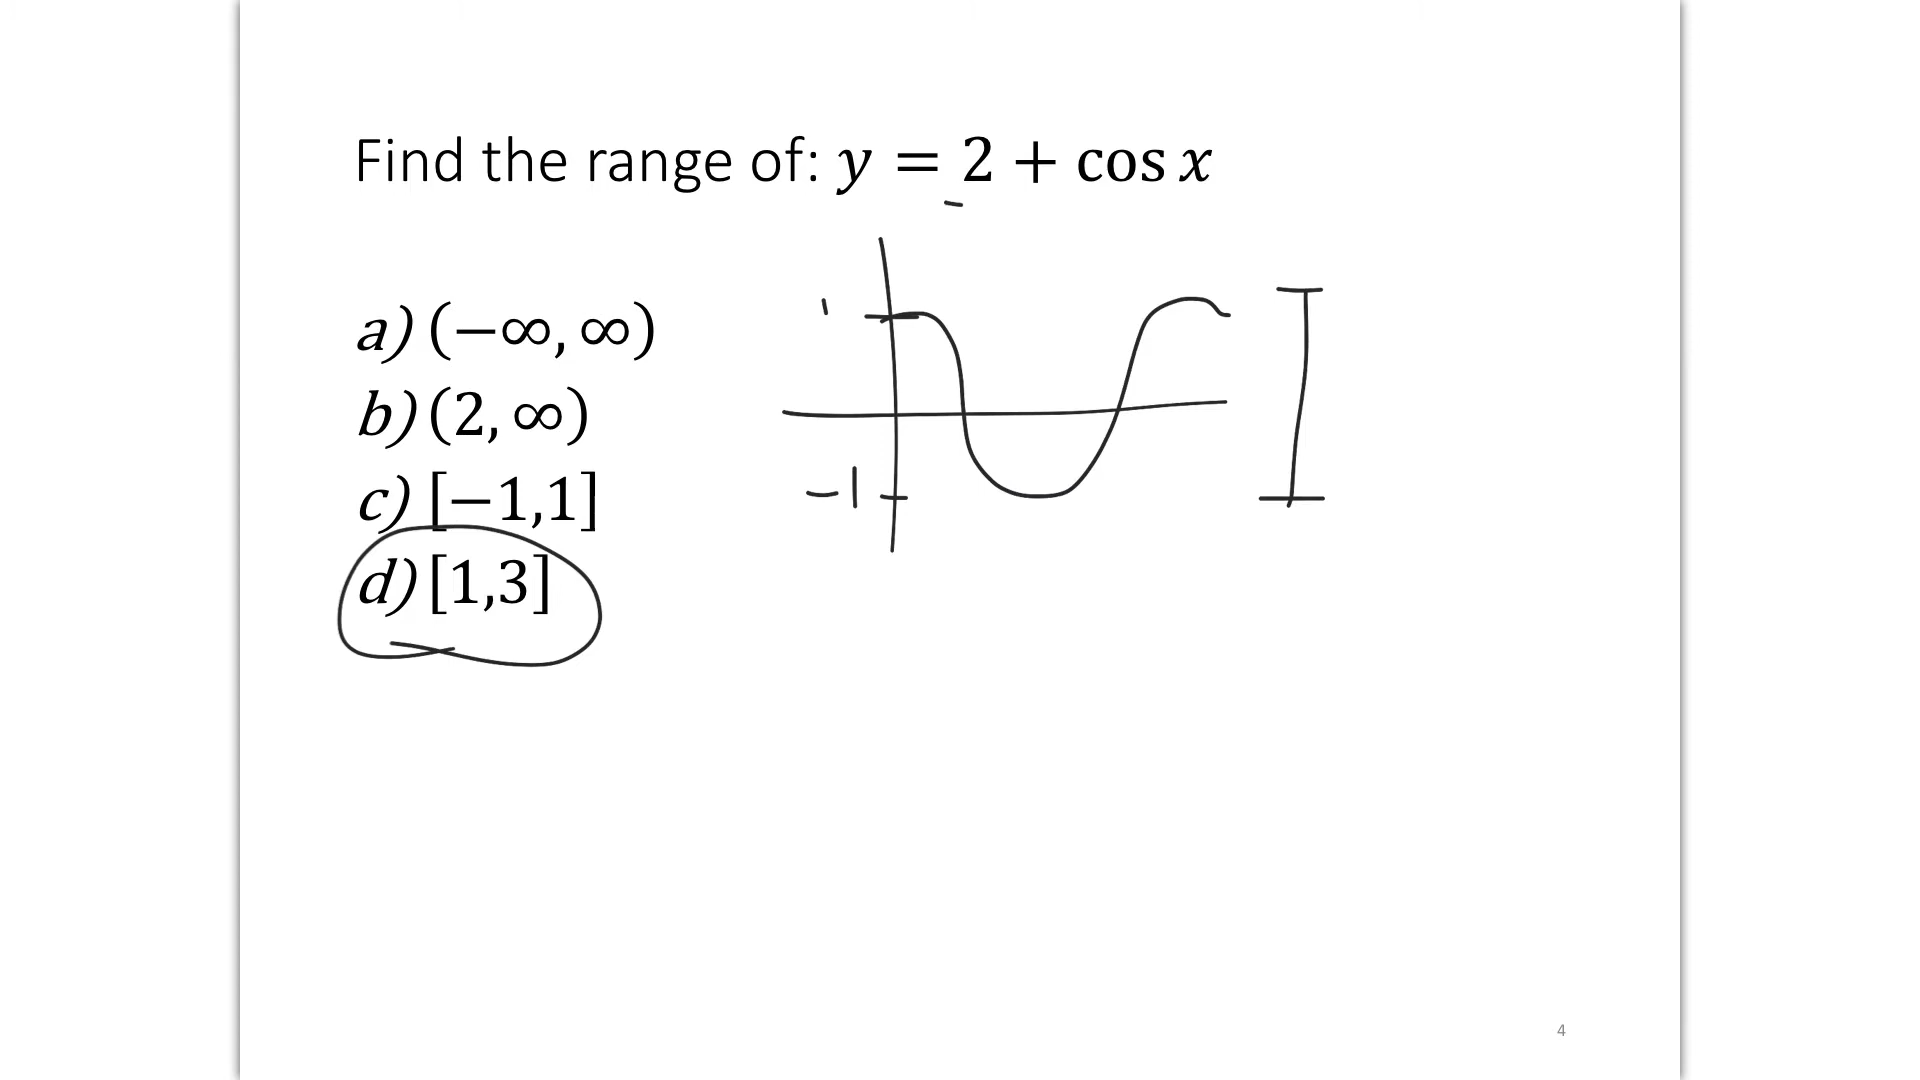 Find the range of: y = 2 + cos x
a) (−∞, ∞)
b) (2, ∞)
c) [−1,1]
d) [1,3]
1
−1
4